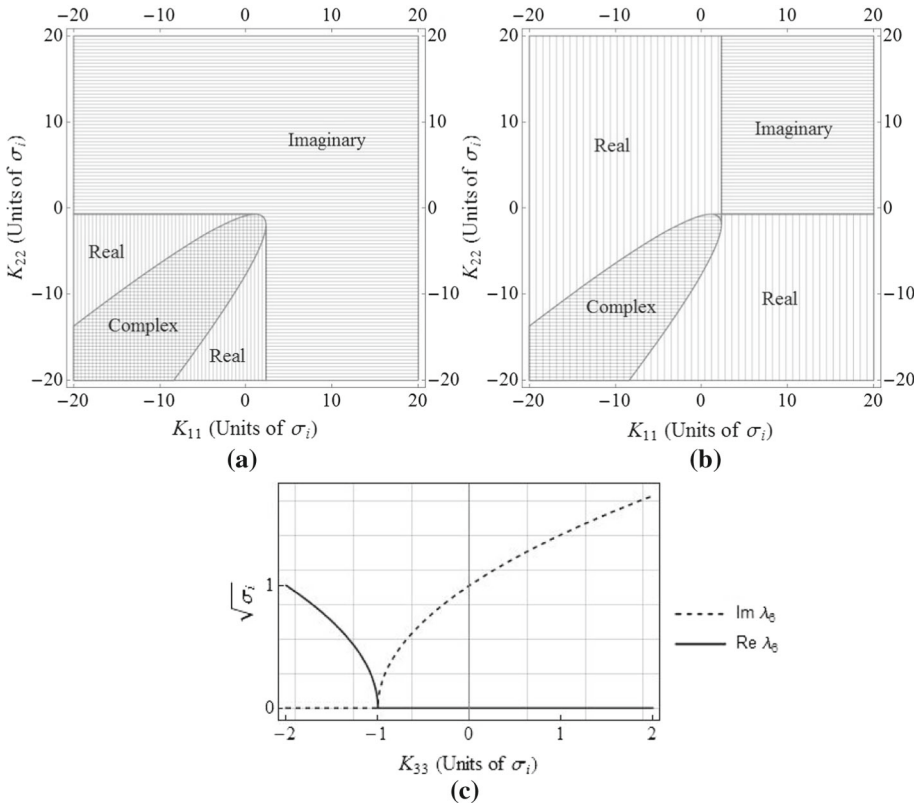 −20 −10 0 10 20 −20 −10 0 10 20
20 20 20 20
10 Imaginary 10 10 Real Imaginary 10
0 0 0 0
Real
−10 −10 −10 Complex Real −10
Complex
Real
−20 −20 −20 −20
−20 −10 0 10 20 −20 −10 0 10 20
K₂₂ (Units of σᵢ)
K₂₂ (Units of σᵢ)
K₁₁ (Units of σᵢ) K₁₁ (Units of σᵢ)
(a) (b)
√σᵢ
1
0
Im λ₆
Re λ₆
−2 −1 0 1 2
K₃₃ (Units of σᵢ)
(c)